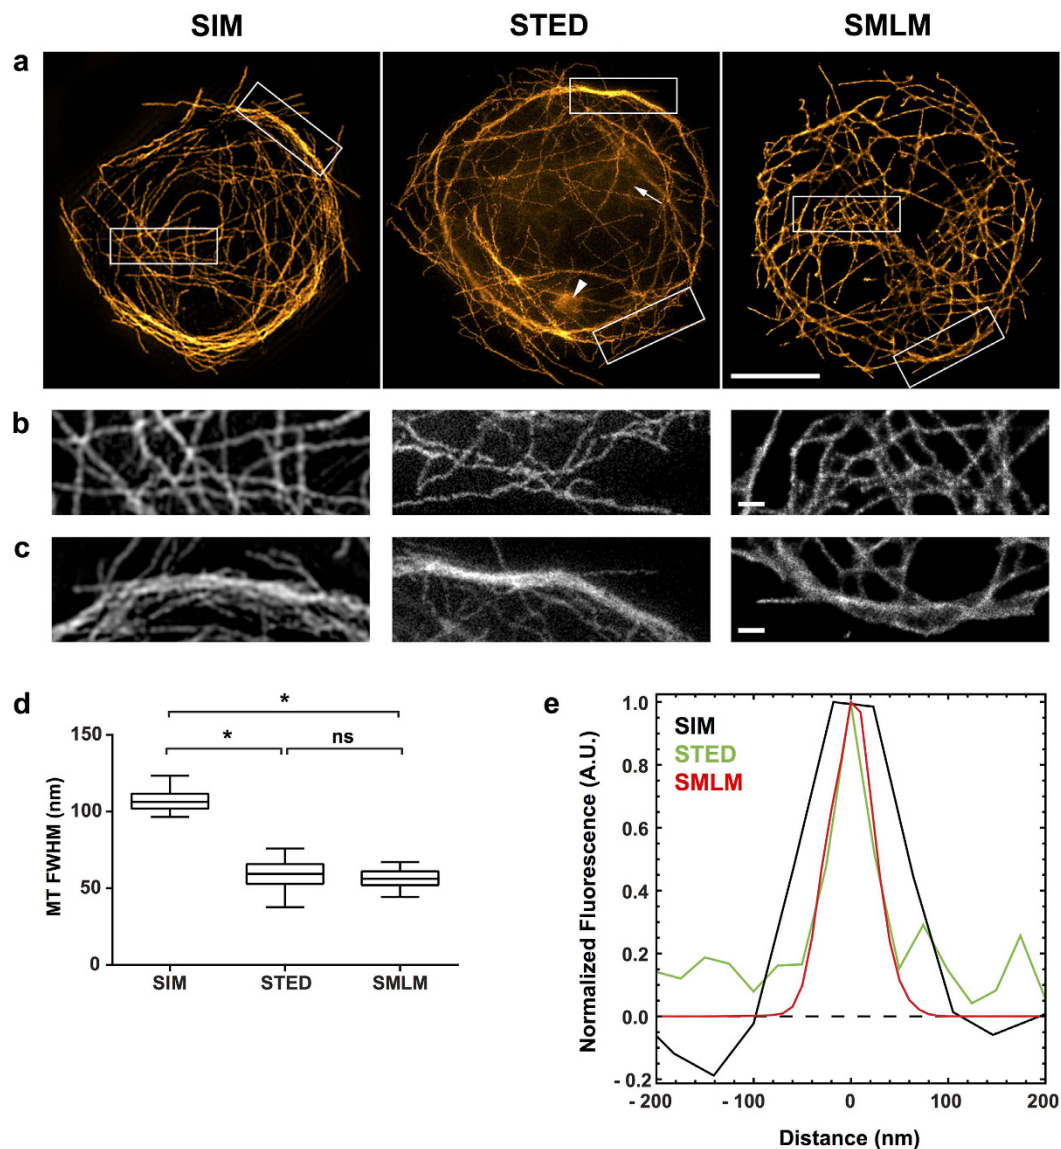 SIM STED SMLM
a
b
c
d
* 
* ns
150
100
50
0
MT FWHM (nm)
SIM STED SMLM
e
SIM
STED
SMLM
1.0
0.8
0.6
0.4
0.2
0.0
- 0.2
Normalized Fluorescence (A.U.)
- 200 - 100 0 100 200
Distance (nm)